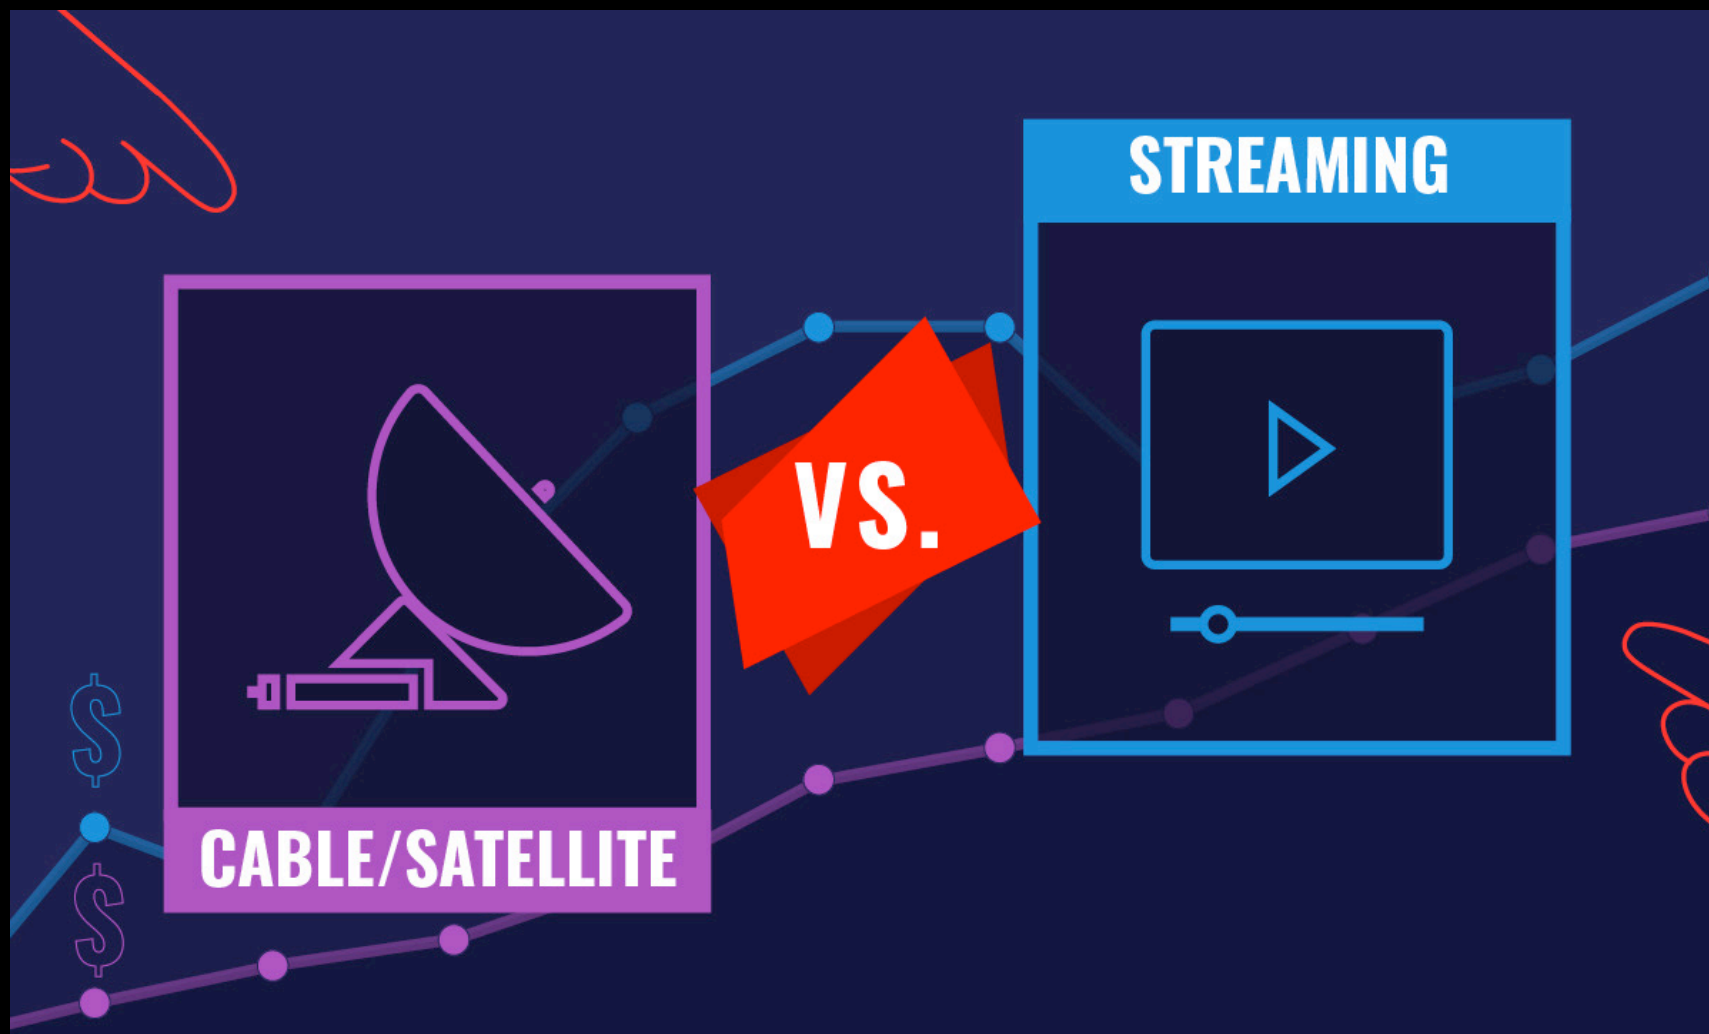 STREAMING
VS.
CABLE/SATELLITE
$
$